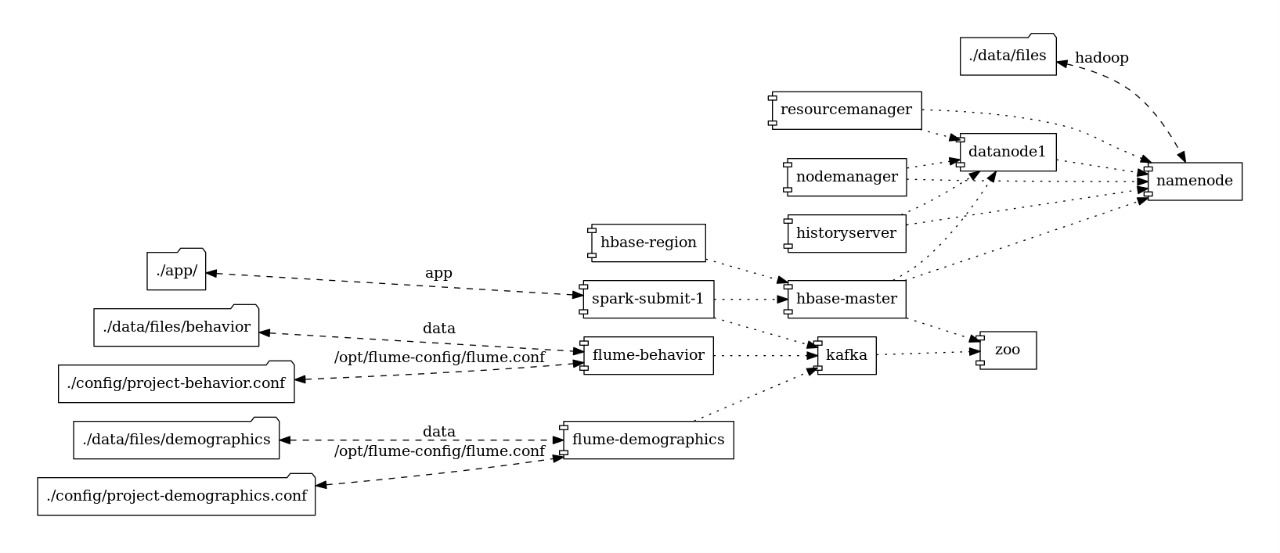 ./data/files
hadoop
resourcemanager
datanode1
nodemanager
namenode
historyserver
hbase-region
./app/
app
spark-submit-1
hbase-master
./data/files/behavior
data
/opt/flume-config/flume.conf
flume-behavior
kafka
zoo
./config/project-behavior.conf
./data/files/demographics
data
/opt/flume-config/flume.conf
flume-demographics
./config/project-demographics.conf